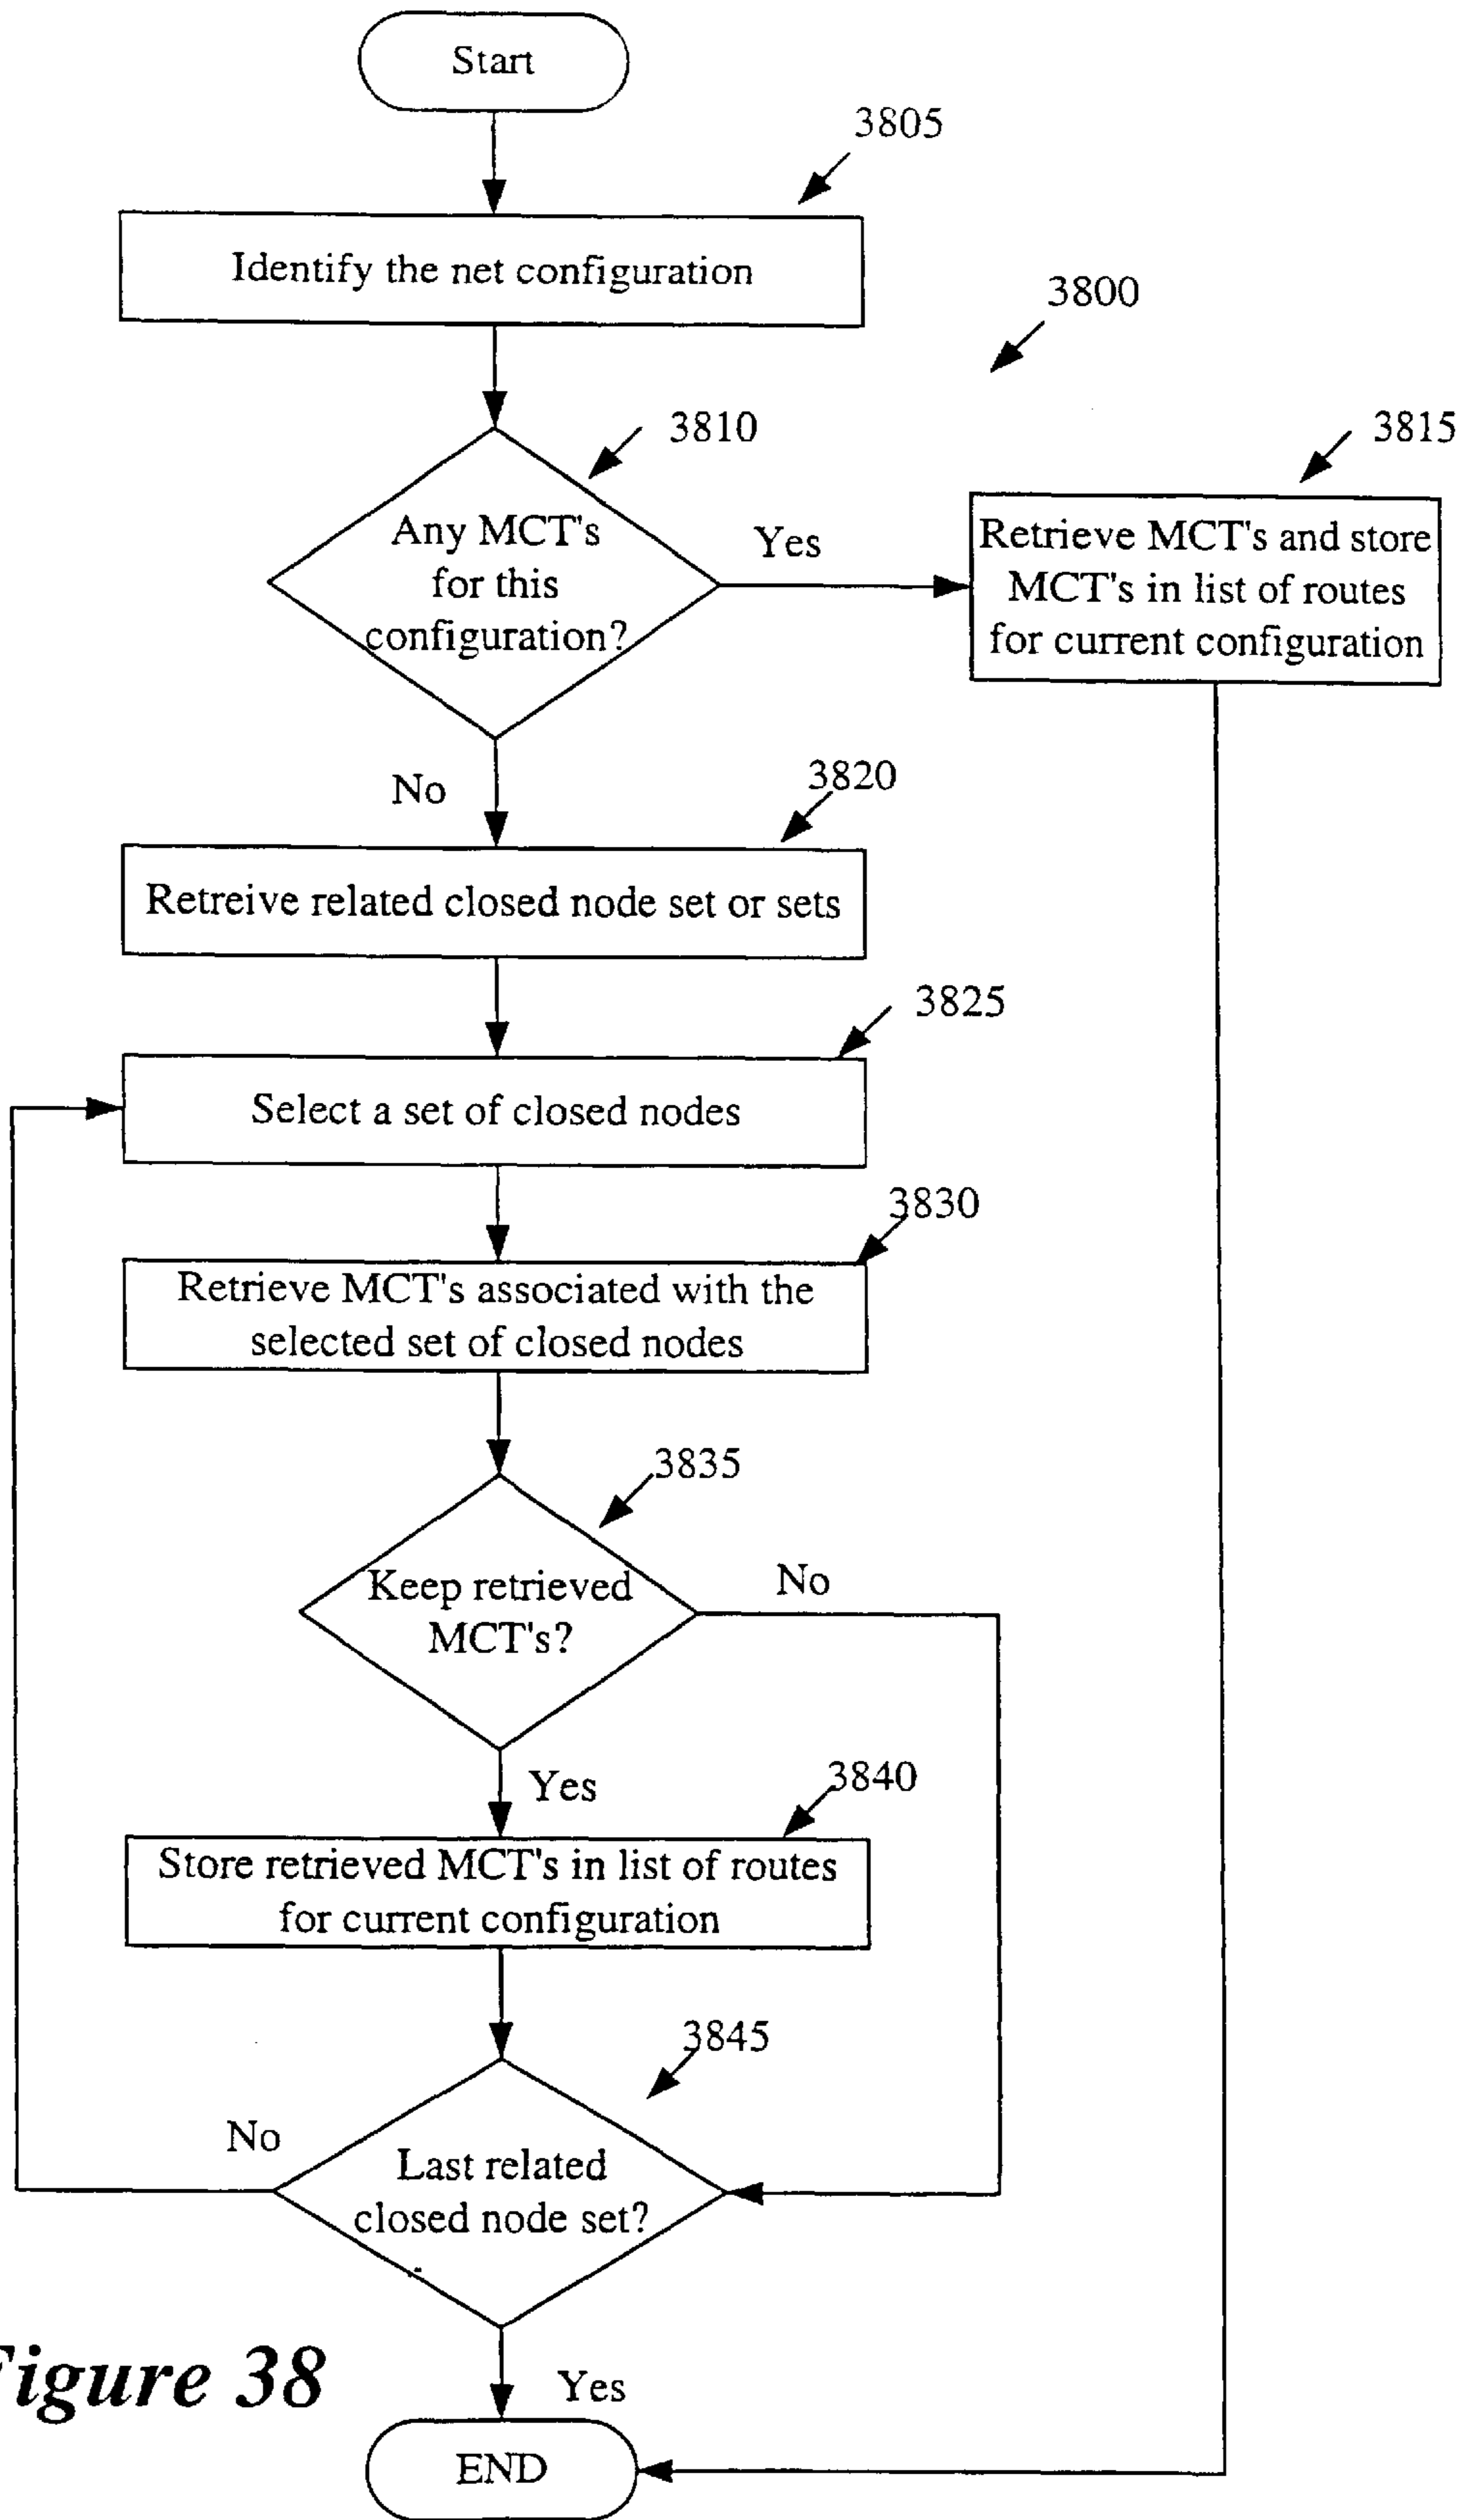 Start
3805
Identify the net configuration
3800
3810
3815
Any MCT's
for this
configuration?
Yes
Retrieve MCT's and store
MCT's in list of routes
for current configuration
No
3820
Retreive related closed node set or sets
3825
Select a set of closed nodes
3830
Retrieve MCT's associated with the
selected set of closed nodes
3835
Keep retrieved
MCT's?
No
Yes
3840
Store retrieved MCT's in list of routes
for current configuration
3845
No
Last related
closed node set?
Figure 38
Yes
END